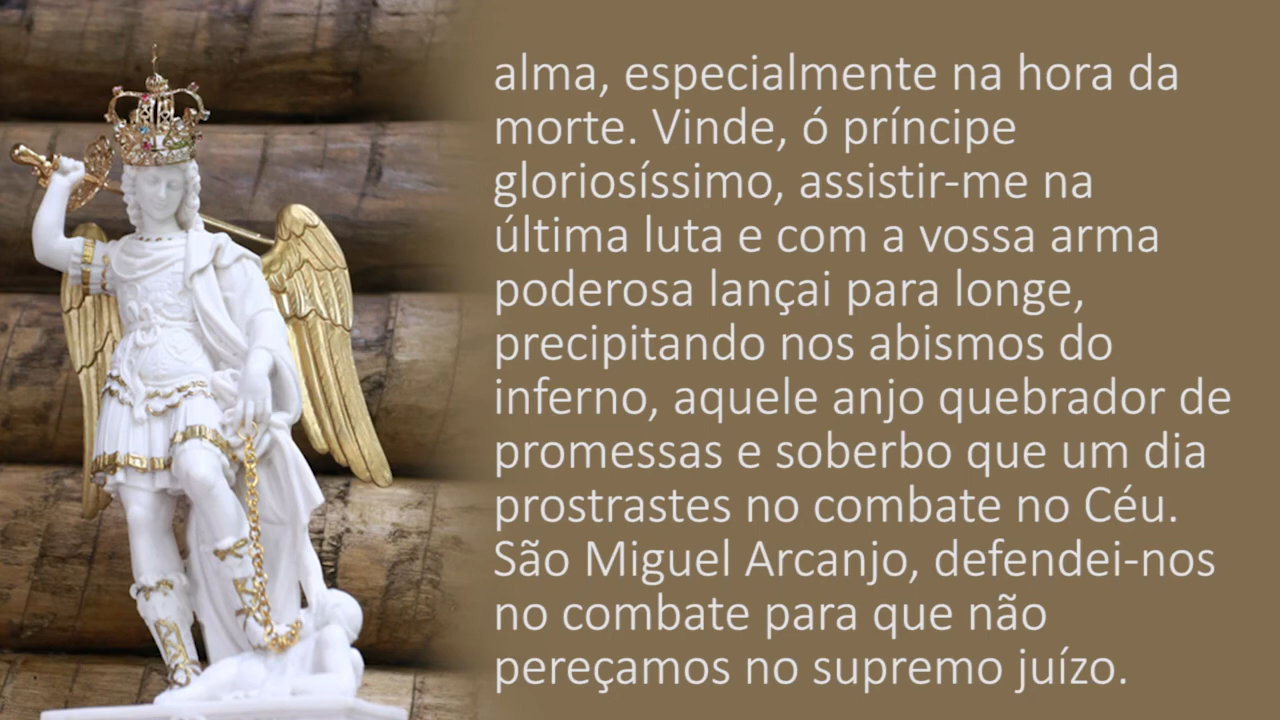 alma, especialmente na hora da
morte. Vinde, ó príncipe
gloriosíssimo, assistir-me na
última luta e com a vossa arma
poderosa lançai para longe,
precipitando nos abismos do
inferno, aquele anjo quebrador de
promessas e soberbo que um dia
prostrastes no combate no Céu.
São Miguel Arcanjo, defendei-nos
no combate para que não
pereçamos no supremo juízo.